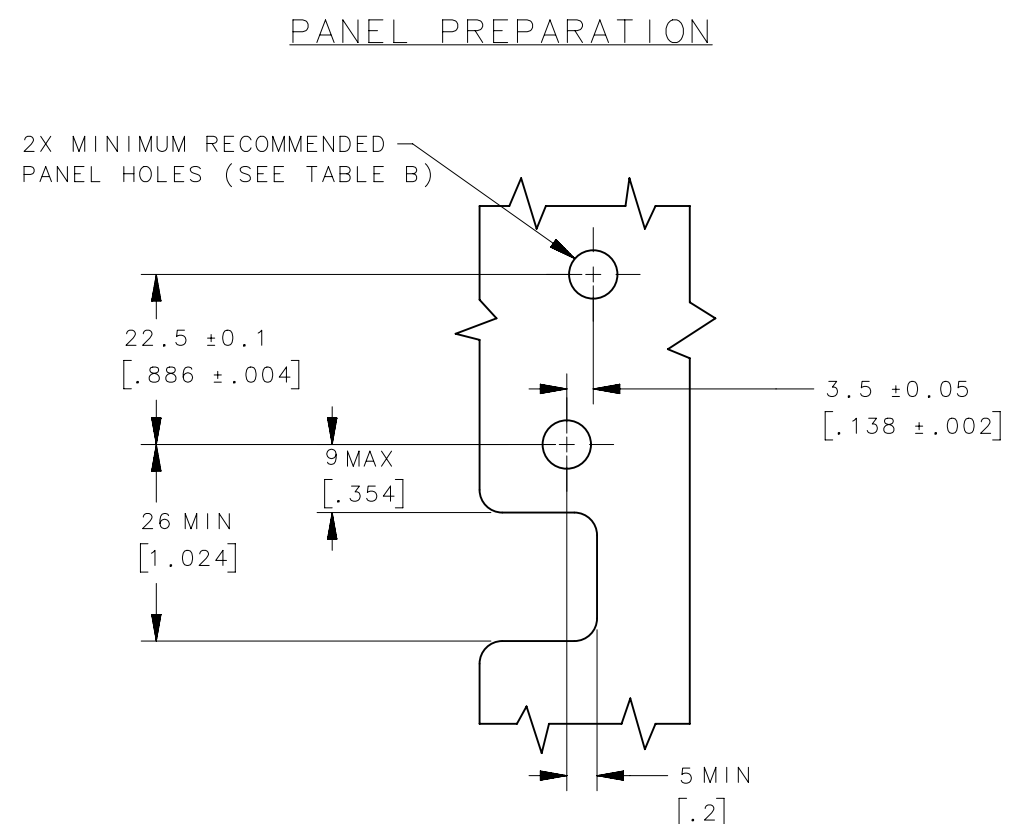 PANEL PREPARATION
2X MINIMUM RECOMMENDED
PANEL HOLES (SEE TABLE B)
22.5 ±0.1
[.886 ±.004]
3.5 ±0.05
[.138 ±.002]
9 MAX
[.354]
26 MIN
[1.024]
5 MIN
[.2]